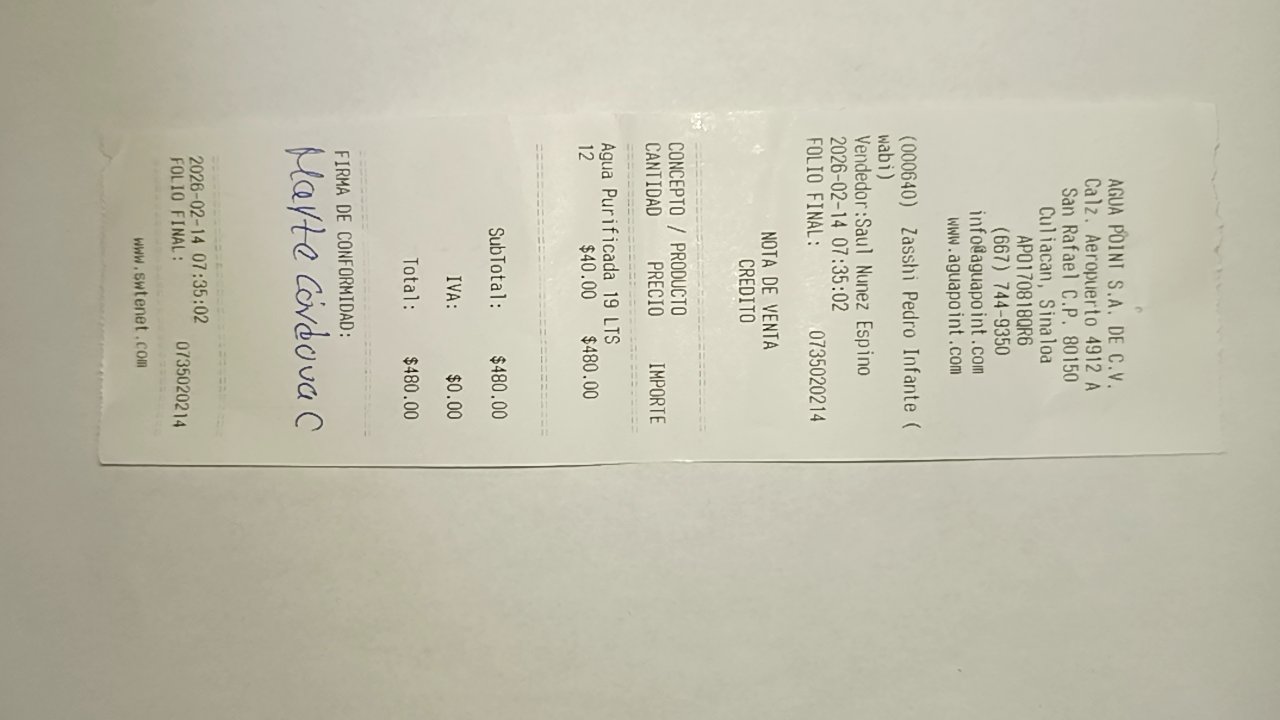 AGUA POINT S.A. DE C.V.
Calz. Aeropuerto 4912 A
San Rafael C.P. 80150
Culiacan, Sinaloa
APO170818QR6
(667) 744-9350
info@aguapoint.com
www.aguapoint.com
(000640) Zasshi Pedro Infante (
wabi)
Vendedor:Saul Nunez Espino
2026-02-14 07:35:02
FOLIO FINAL: 0735020214
NOTA DE VENTA
CREDITO
CONCEPTO / PRODUCTO
CANTIDAD PRECIO IMPORTE
Agua Purificada 19 LTS
12 $40.00 $480.00
SubTotal: $480.00
IVA: $0.00
Total: $480.00
FIRMA DE CONFORMIDAD:
Marta Córdova C
2026-02-14 07:35:02
FOLIO FINAL: 0735020214
www.swtenet.com